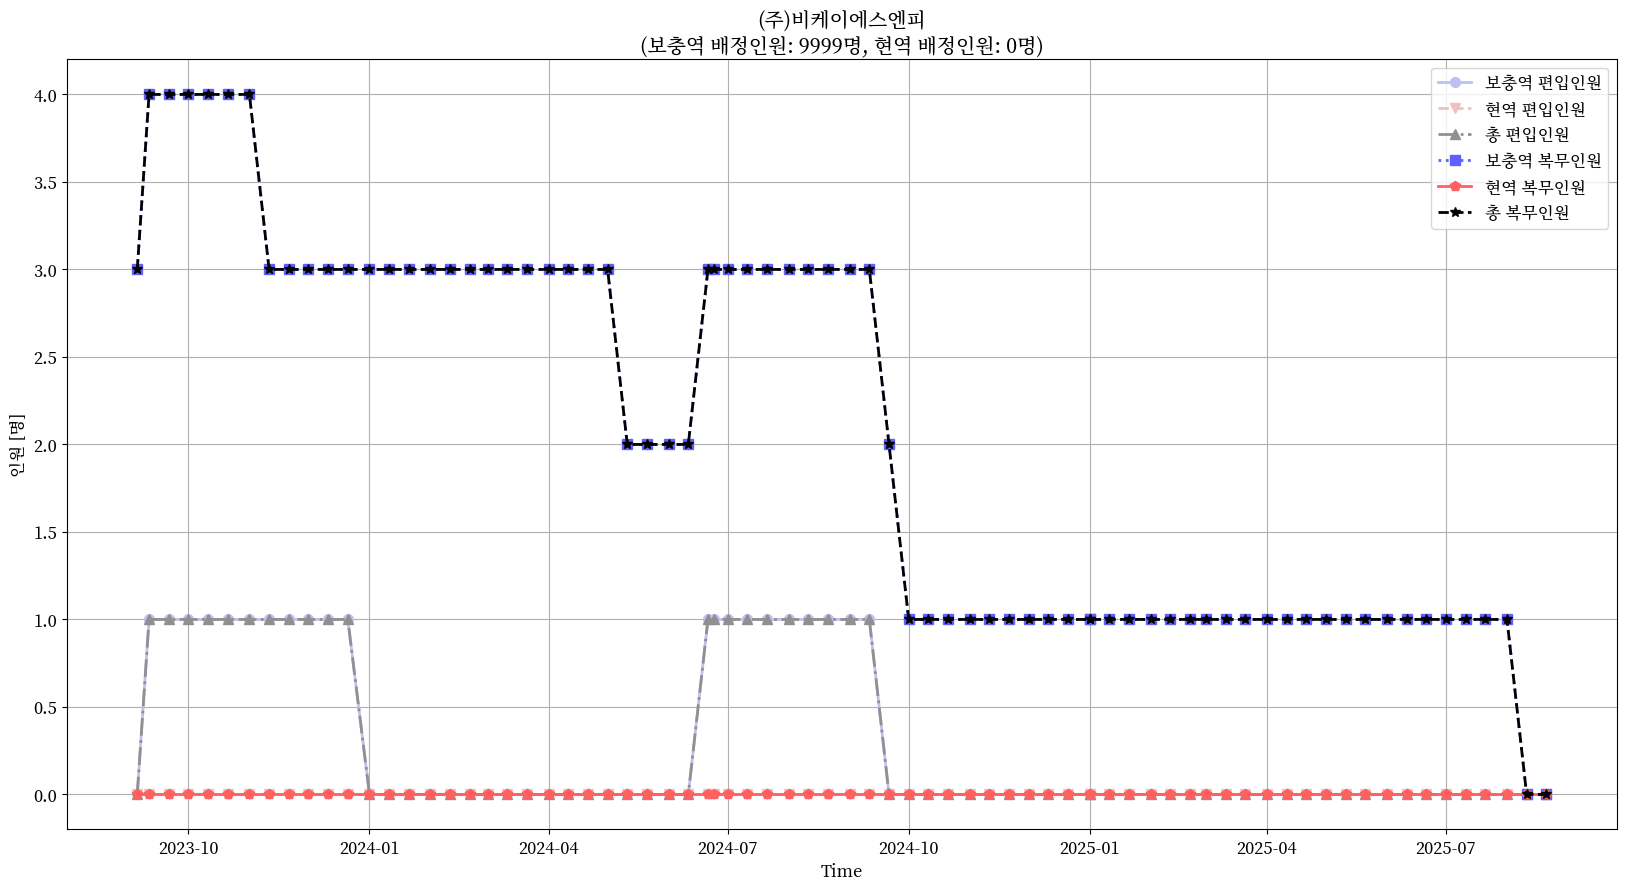 (주)비케이에스엔피
(보충역 배정인원: 9999명, 현역 배정인원: 0명)
보충역 편입인원
현역 편입인원
총 편입인원
보충역 복무인원
현역 복무인원
총 복무인원
인원 [명]
4.0
3.5
3.0
2.5
2.0
1.5
1.0
0.5
0.0
2023-10
2024-01
2024-04
2024-07
2024-10
2025-01
2025-04
2025-07
Time